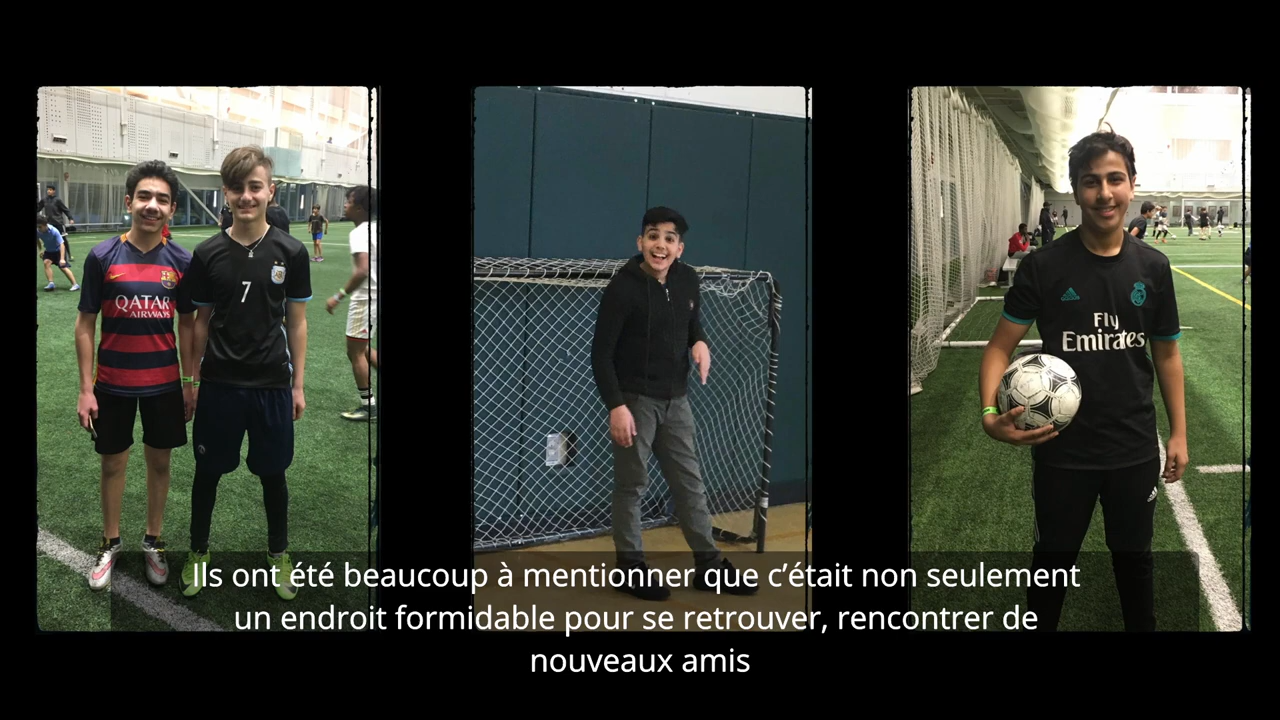 QATAR
AIRWAYS
7
Fly
Emirates
Ils ont été beaucoup à mentionner que c’était non seulement
un endroit formidable pour se retrouver, rencontrer de
nouveaux amis